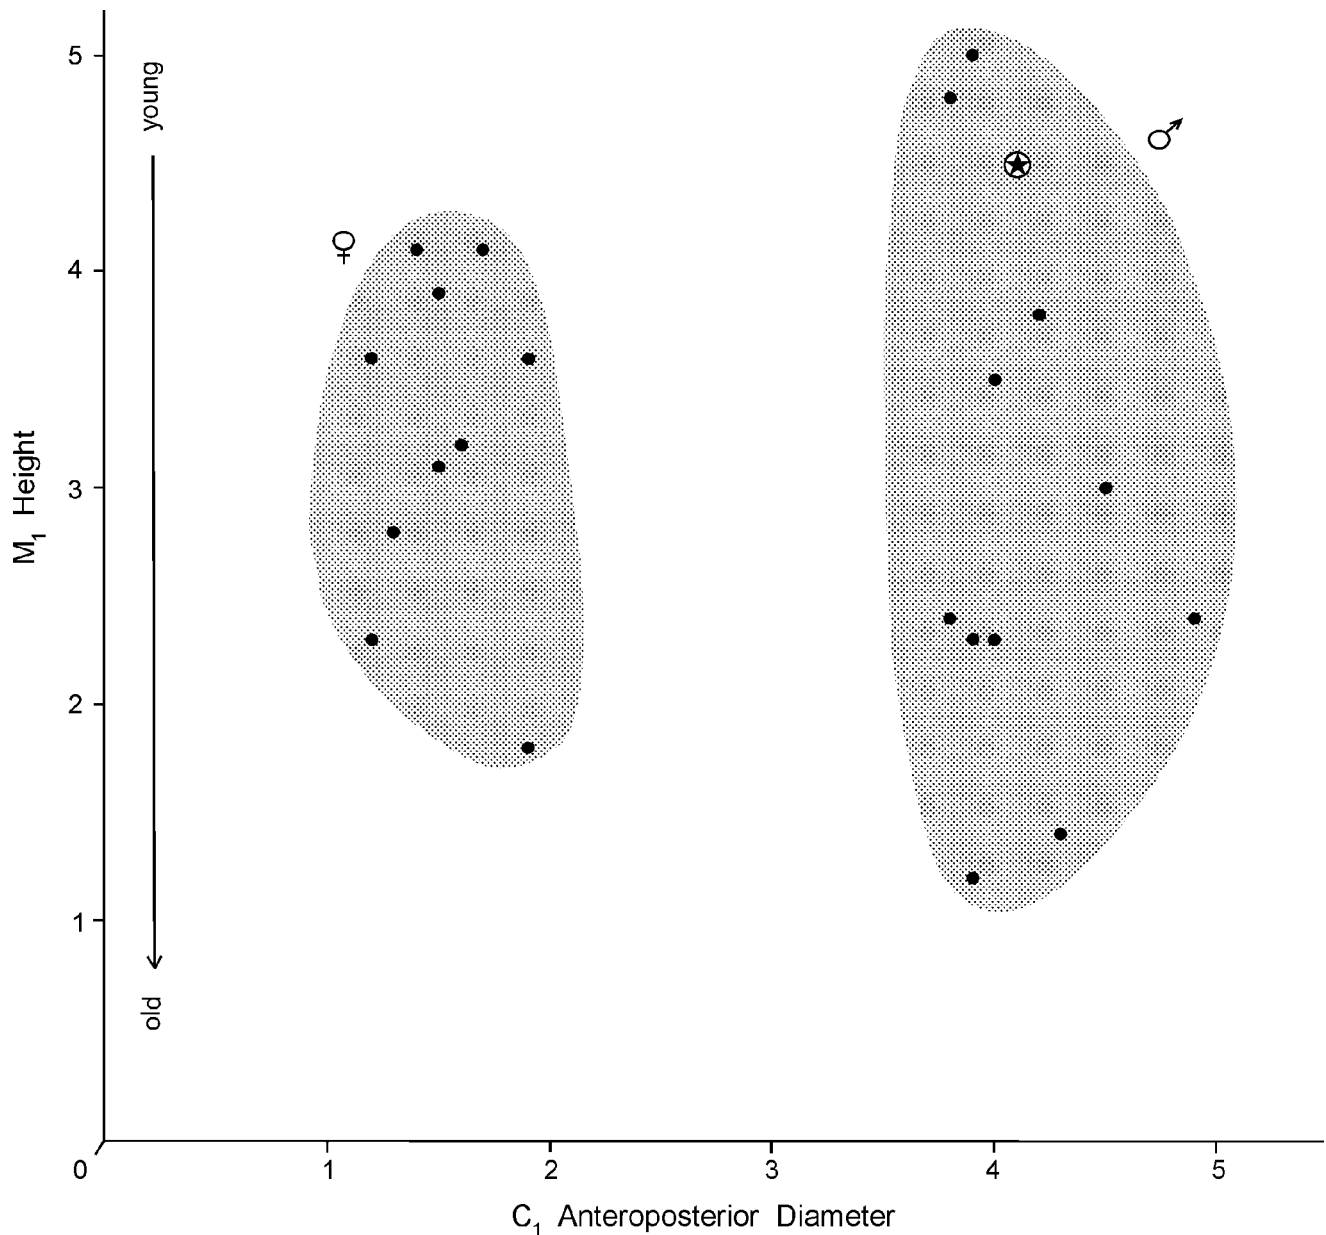 5
young
♂
♀
4
M₁ Height
3
2
1
old
0 1 2 3 4 5
C₁ Anteroposterior Diameter